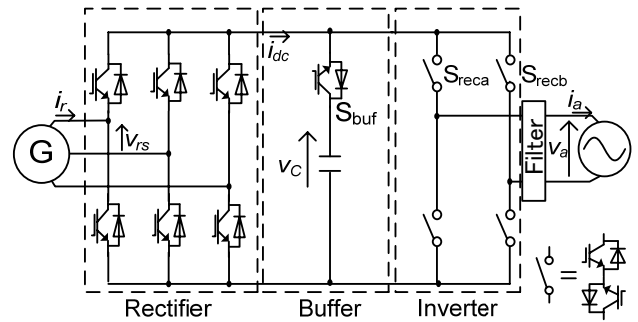 i_dc
S_reca
S_recb
S_buf
i_r
i_a
G
v_rs
v_C
Filter
v_a
=
Rectifier
Buffer
Inverter